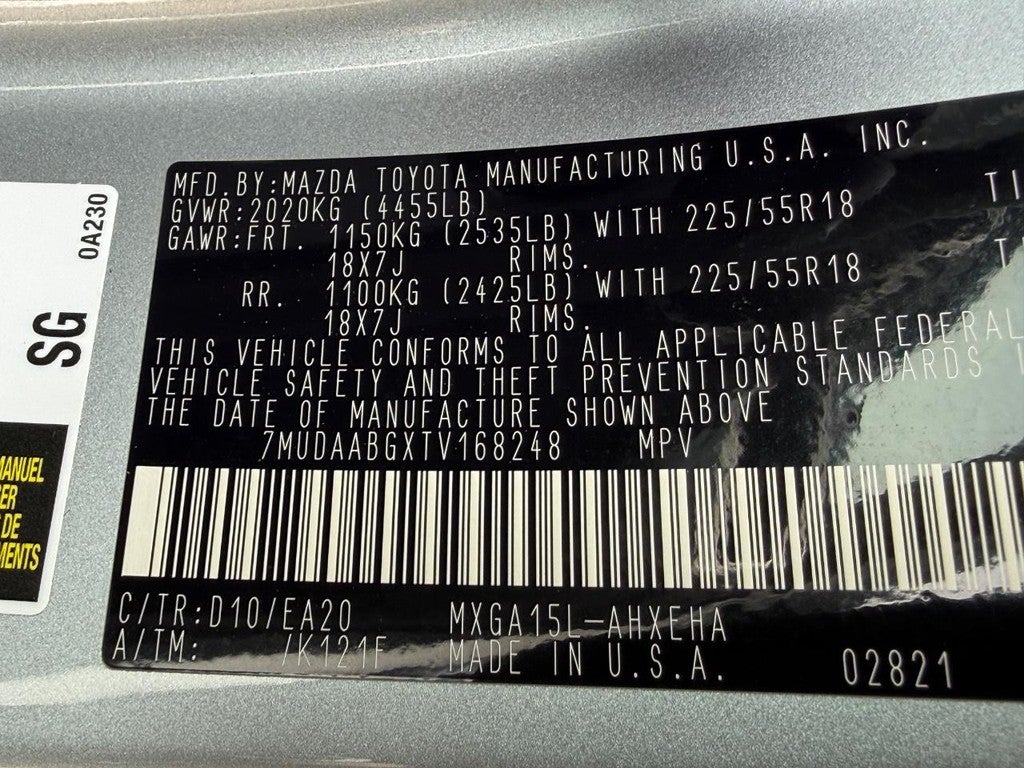 MFD.BY:MAZDA TOYOTA MANUFACTURING U.S.A. INC.
GVWR:2020KG (4455LB)
GAWR:FRT. 1150KG (2535LB) WITH 225/55R18 TI
18X7J RIMS.
RR. 1100KG (2425LB) WITH 225/55R18 T
18X7J RIMS.
THIS VEHICLE CONFORMS TO ALL APPLICABLE FEDERAL
VEHICLE SAFETY AND THEFT PREVENTION STANDARDS I
THE DATE OF MANUFACTURE SHOWN ABOVE
7MUDAABGXTV168248 MPV
C/TR:D10/EA20 MXGA15L-AHXEHA
A/TM: /K121F MADE IN U.S.A. 02821
0A230
SG
MANUEL
ER
DE
MENTS